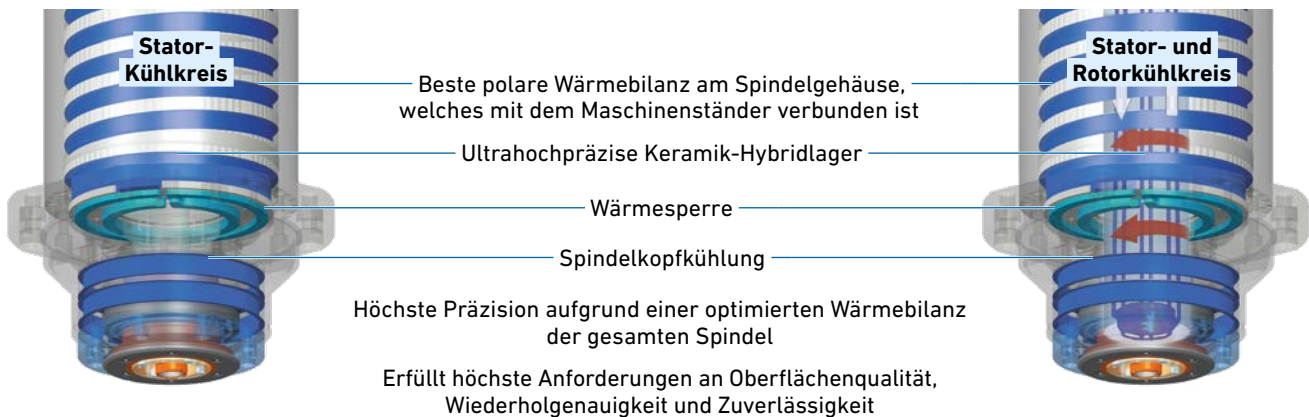 Stator-
Kühlkreis
Stator- und
Rotorkühlkreis
Beste polare Wärmebilanz am Spindelgehäuse,
welches mit dem Maschinenständer verbunden ist
Ultrahochpräzise Keramik-Hybridlager
Wärmesperre
Spindelkopfkühlung
Höchste Präzision aufgrund einer optimierten Wärmebilanz
der gesamten Spindel
Erfüllt höchste Anforderungen an Oberflächenqualität,
Wiederholgenauigkeit und Zuverlässigkeit